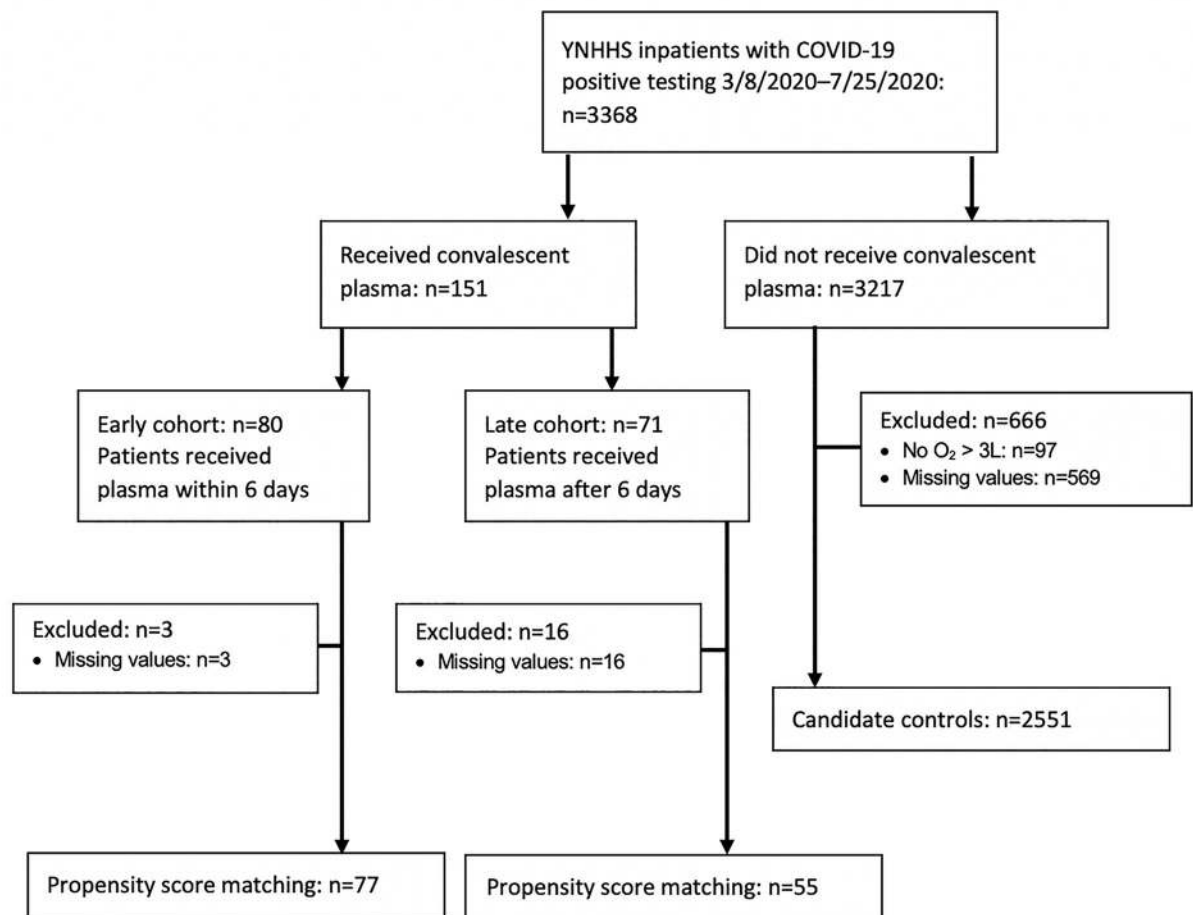 YNHHS inpatients with COVID-19
positive testing 3/8/2020–7/25/2020:
n=3368
Received convalescent
plasma: n=151
Did not receive convalescent
plasma: n=3217
Early cohort: n=80
Patients received
plasma within 6 days
Late cohort: n=71
Patients received
plasma after 6 days
Excluded: n=666
• No O₂ > 3L: n=97
• Missing values: n=569
Excluded: n=3
• Missing values: n=3
Excluded: n=16
• Missing values: n=16
Candidate controls: n=2551
Propensity score matching: n=77
Propensity score matching: n=55